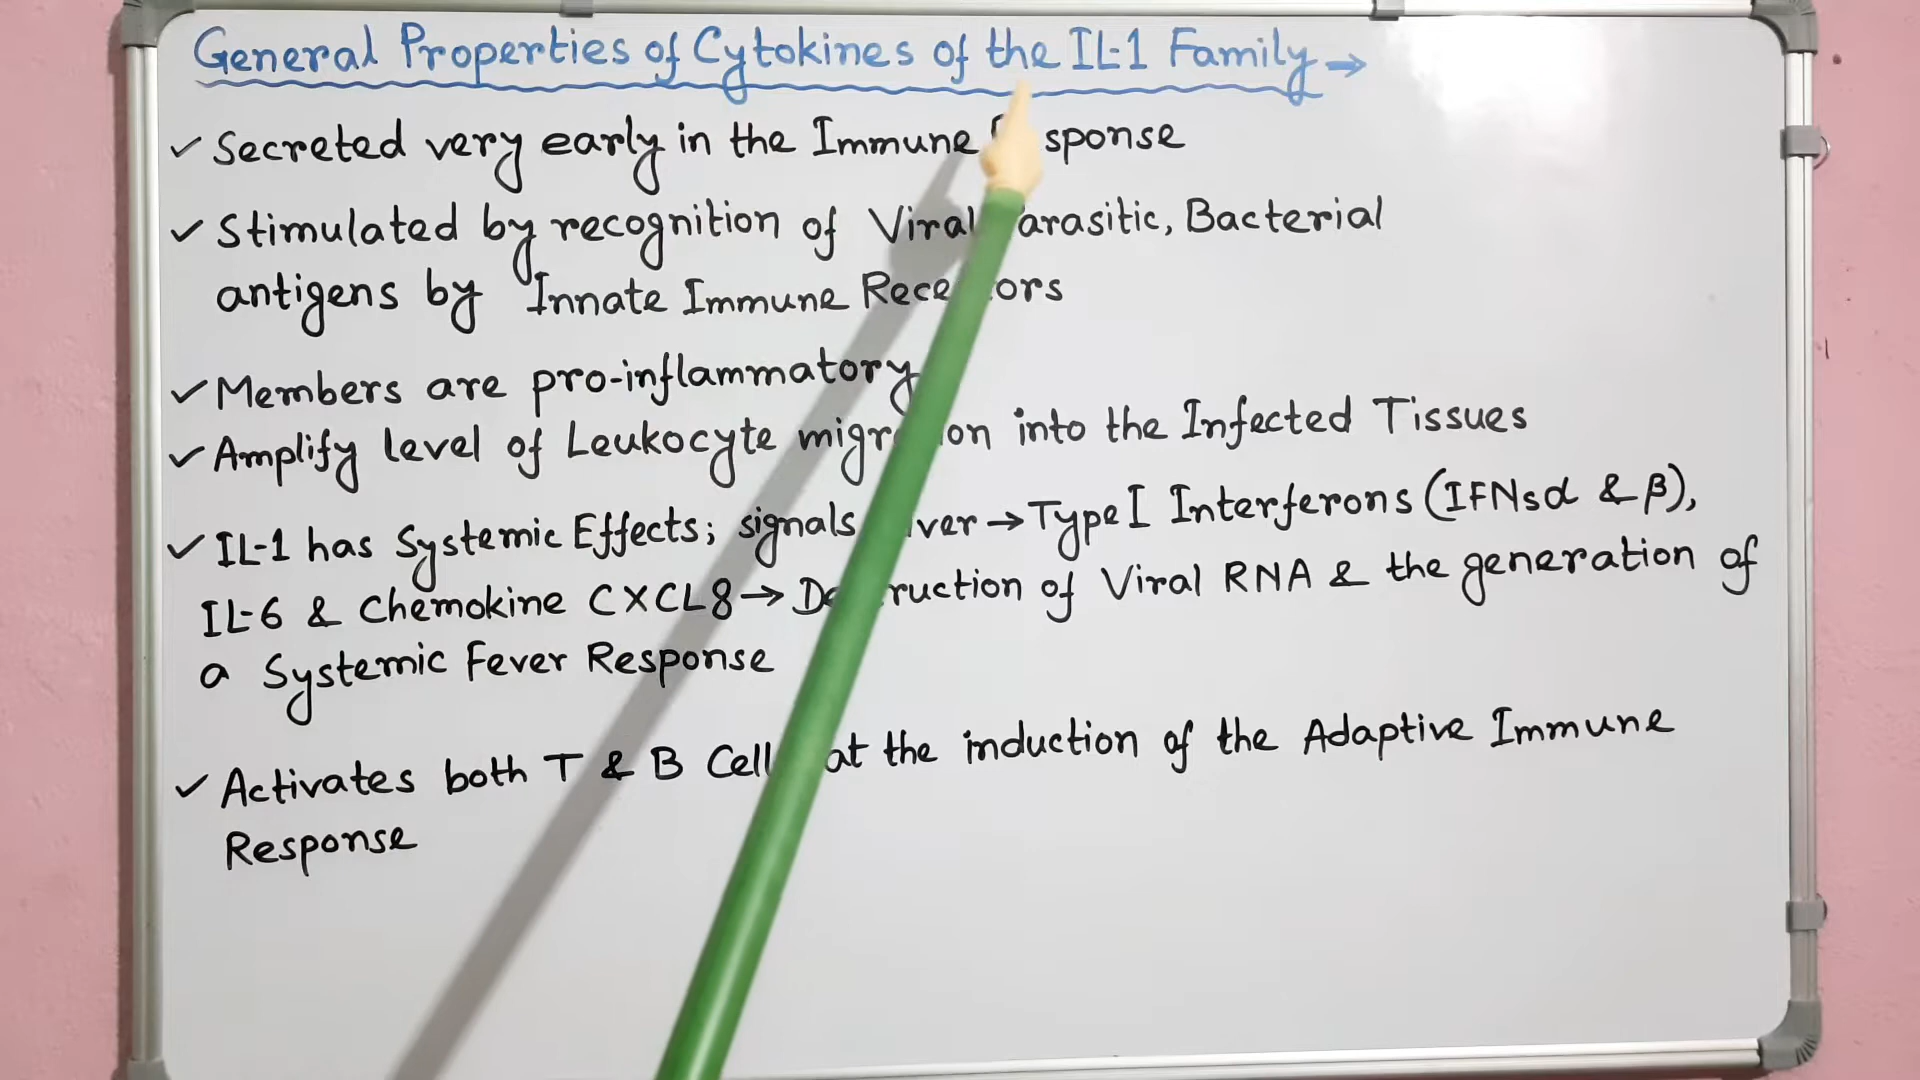 General Properties of Cytokines of the IL-1 Family →
✓ Secreted very early in the Immune sponse
✓ Stimulated by recognition of Viral arasitic, Bacterial
antigens by Innate Immune Rece ors
✓ Members are pro-inflammatory
✓ Amplify level of Leukocyte migr on into the Infected Tissues
✓ IL-1 has Systemic Effects; signals ver → Type I Interferons (IFNs α & β),
IL-6 & Chemokine CXCL8 → De ruction of Viral RNA & the generation of
a Systemic Fever Response
✓ Activates both T & B Cell at the induction of the Adaptive Immune
Response